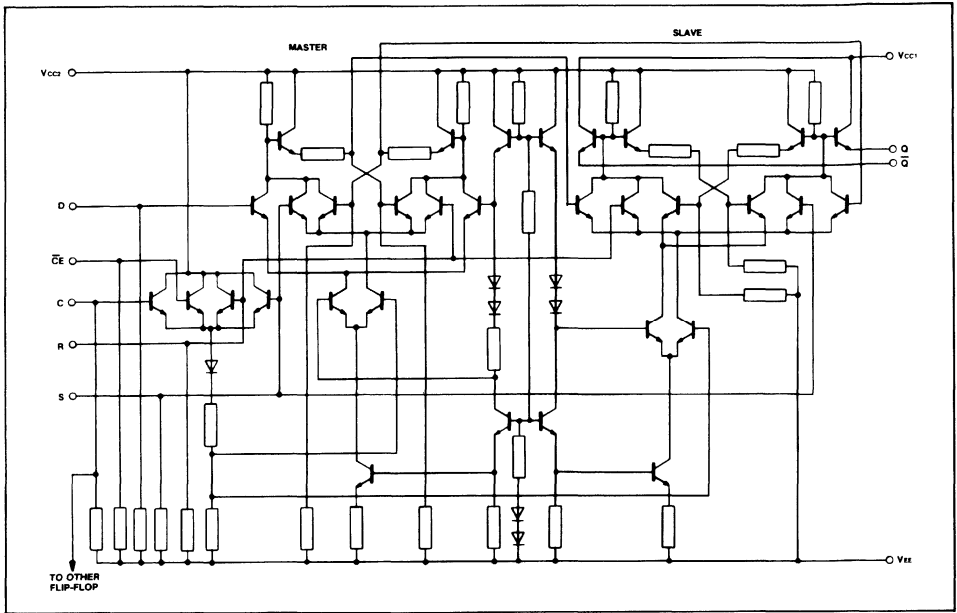 MASTER
SLAVE
VCC2
VCC1
Q
Q̅
D
C̅E̅
C
R
S
TO OTHER
FLIP-FLOP
VEE